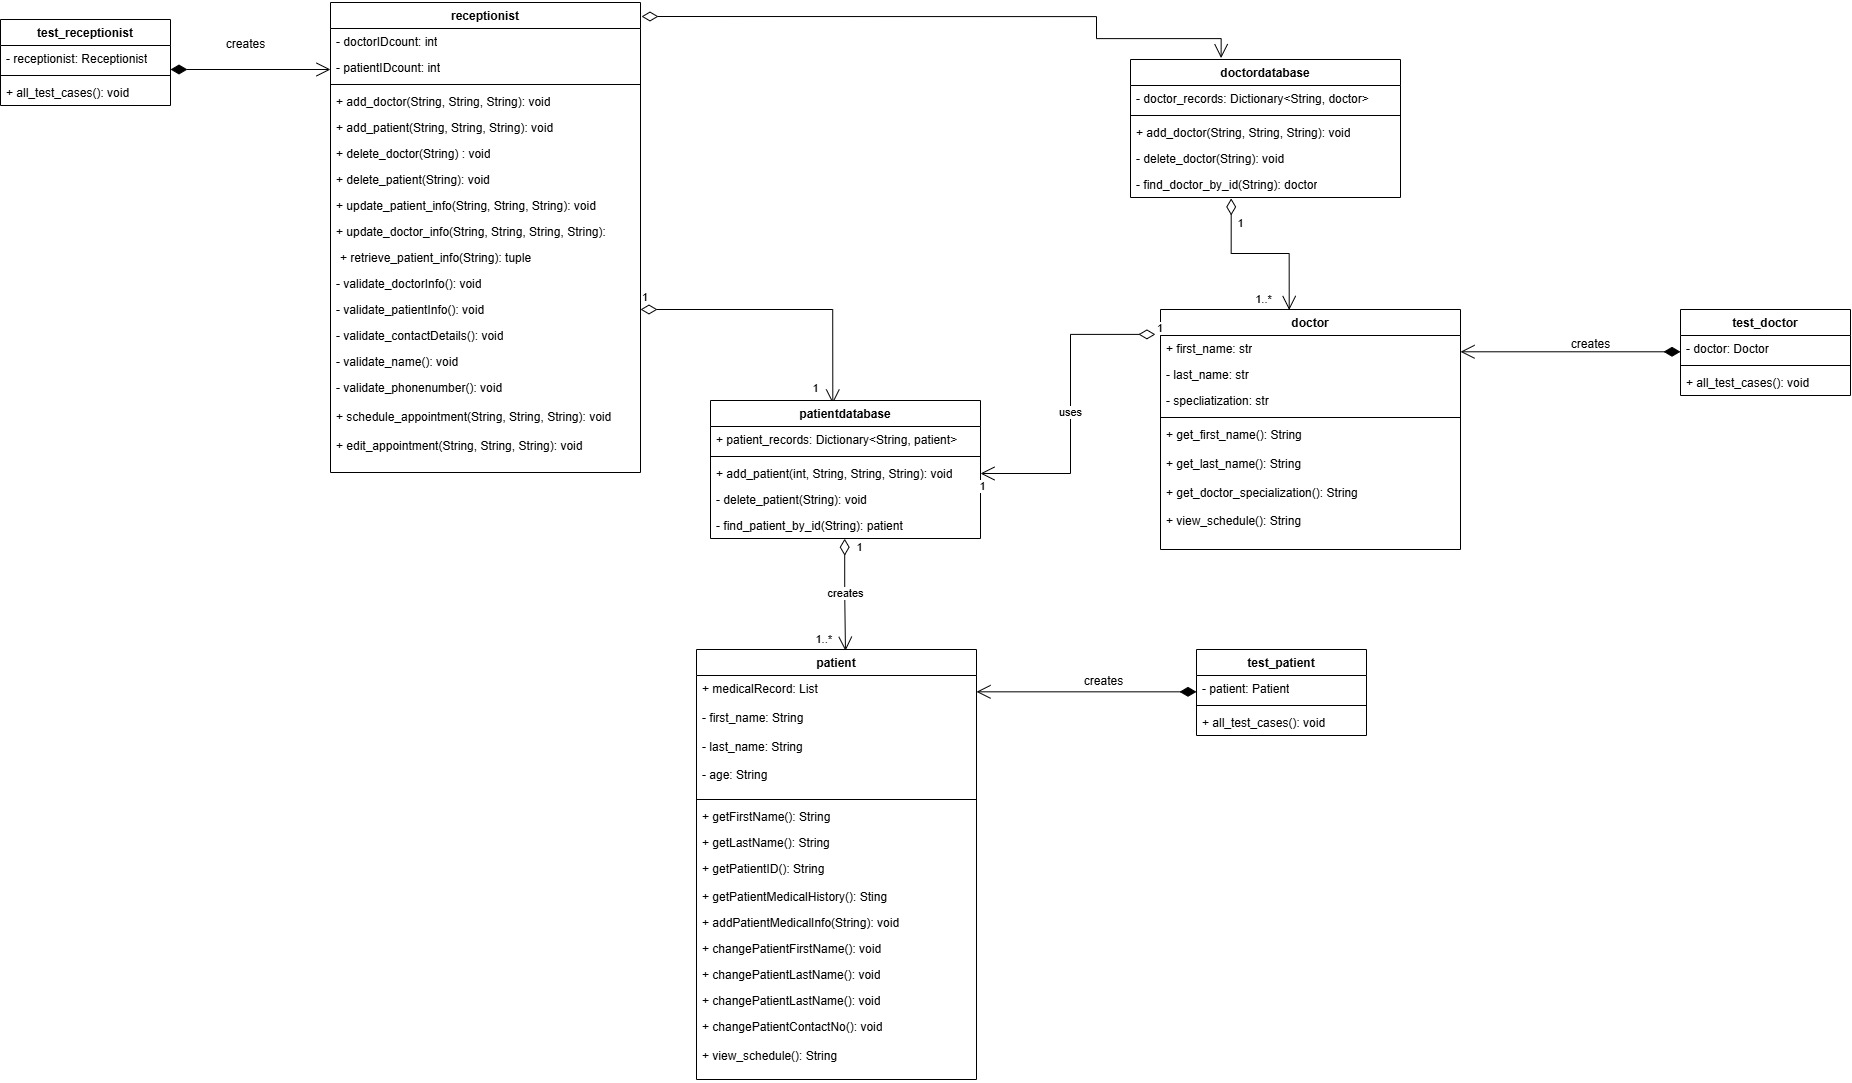 test_receptionist
- receptionist: Receptionist
+ all_test_cases(): void
creates
receptionist
- doctorIDcount: int
- patientIDcount: int
+ add_doctor(String, String, String): void
+ add_patient(String, String, String): void
+ delete_doctor(String) : void
+ delete_patient(String): void
+ update_patient_info(String, String, String): void
+ update_doctor_info(String, String, String, String):
+ retrieve_patient_info(String): tuple
- validate_doctorInfo(): void
- validate_patientInfo(): void
- validate_contactDetails(): void
- validate_name(): void
- validate_phonenumber(): void
+ schedule_appointment(String, String, String): void
+ edit_appointment(String, String, String): void
doctordatabase
- doctor_records: Dictionary<String, doctor>
+ add_doctor(String, String, String): void
- delete_doctor(String): void
- find_doctor_by_id(String): doctor
1
1..*
1
1
doctor
+ first_name: str
- last_name: str
- specliatization: str
+ get_first_name(): String
+ get_last_name(): String
+ get_doctor_specialization(): String
+ view_schedule(): String
creates
test_doctor
- doctor: Doctor
+ all_test_cases(): void
1
uses
1
patientdatabase
+ patient_records: Dictionary<String, patient>
+ add_patient(int, String, String, String): void
- delete_patient(String): void
- find_patient_by_id(String): patient
1
creates
1..*
patient
+ medicalRecord: List
- first_name: String
- last_name: String
- age: String
+ getFirstName(): String
+ getLastName(): String
+ getPatientID(): String
+ getPatientMedicalHistory(): Sting
+ addPatientMedicalInfo(String): void
+ changePatientFirstName(): void
+ changePatientLastName(): void
+ changePatientLastName(): void
+ changePatientContactNo(): void
+ view_schedule(): String
creates
test_patient
- patient: Patient
+ all_test_cases(): void